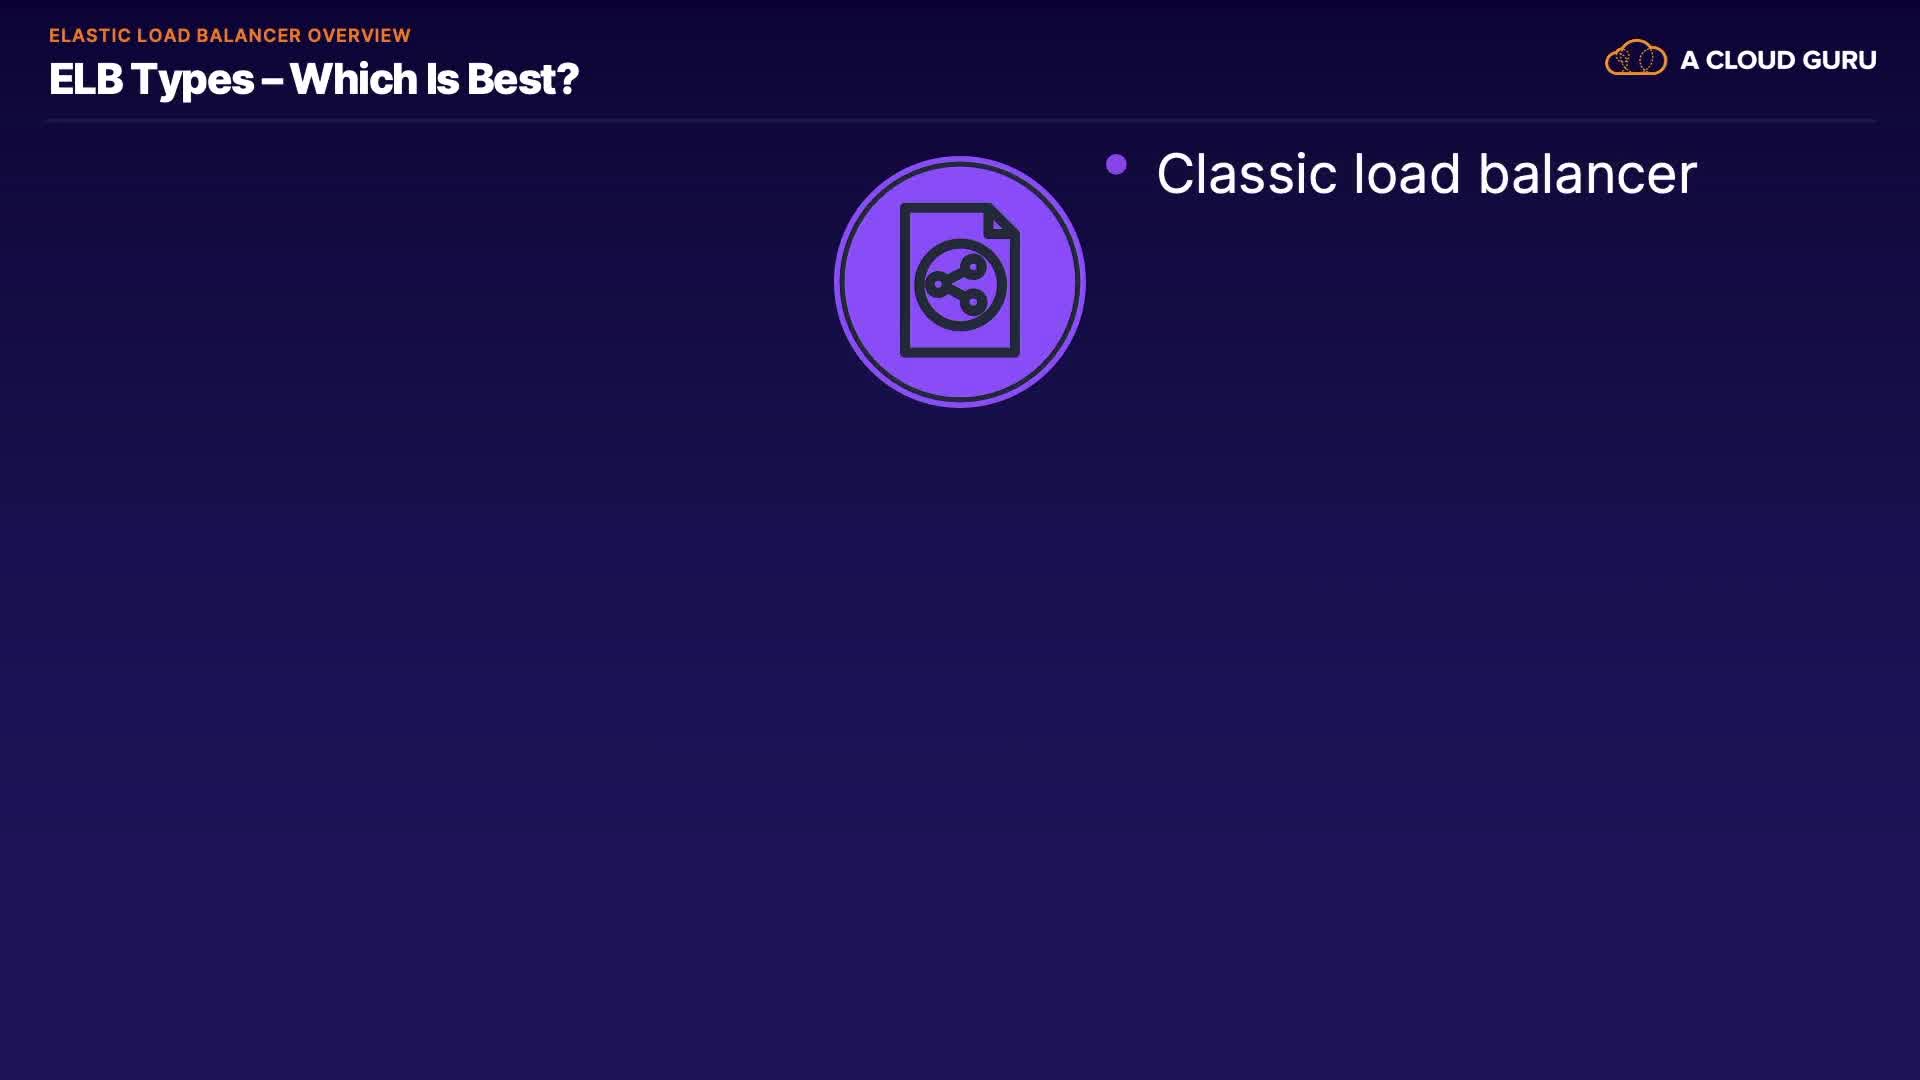 ELASTIC LOAD BALANCER OVERVIEW
ELB Types – Which Is Best?
A CLOUD GURU
Classic load balancer